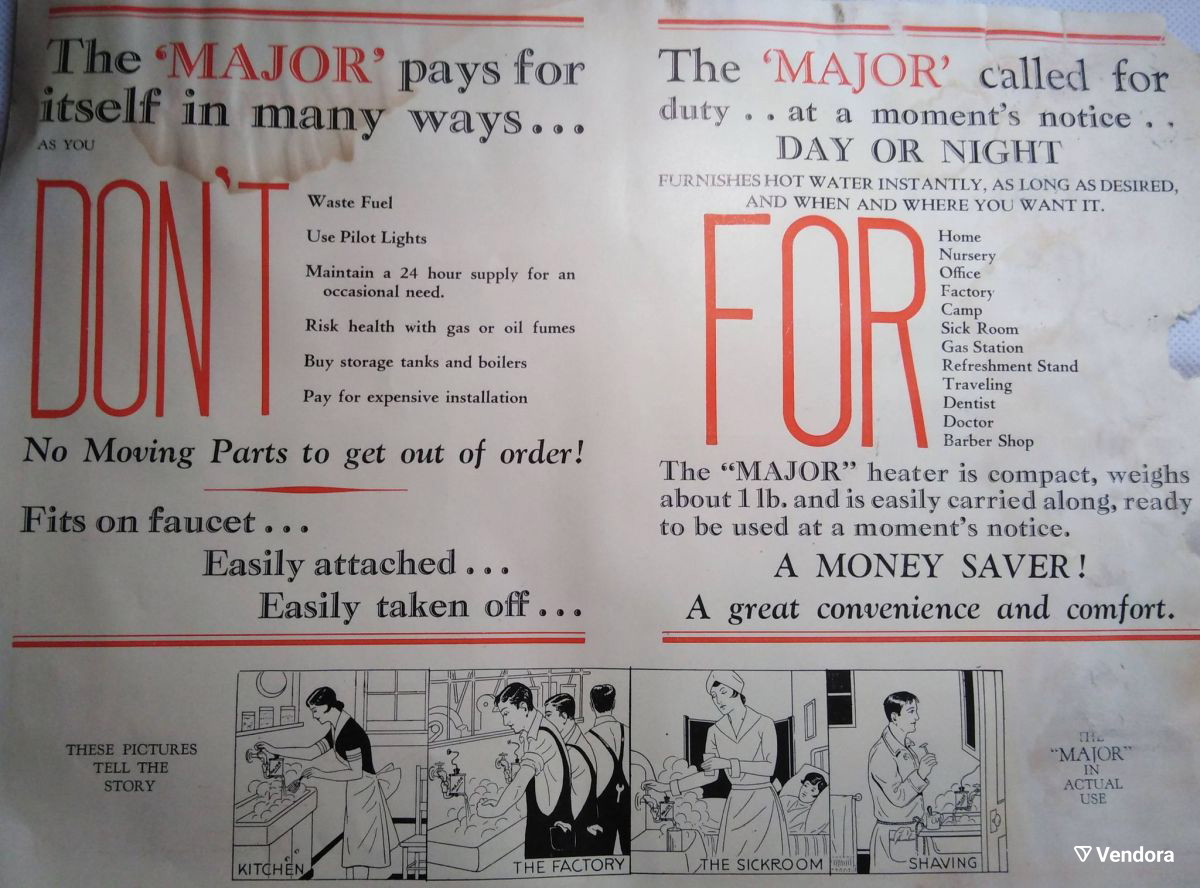 The 'MAJOR' pays for
itself in many ways...
AS YOU
DON'T
Waste Fuel
Use Pilot Lights
Maintain a 24 hour supply for an
occasional need.
Risk health with gas or oil fumes
Buy storage tanks and boilers
Pay for expensive installation
No Moving Parts to get out of order!
Fits on faucet...
Easily attached...
Easily taken off...
The 'MAJOR' called for
duty . . at a moment's notice . .
DAY OR NIGHT
FURNISHES HOT WATER INSTANTLY, AS LONG AS DESIRED,
AND WHEN AND WHERE YOU WANT IT.
FOR
Home
Nursery
Office
Factory
Camp
Sick Room
Gas Station
Refreshment Stand
Traveling
Dentist
Doctor
Barber Shop
The "MAJOR" heater is compact, weighs
about 1 lb. and is easily carried along, ready
to be used at a moment's notice.
A MONEY SAVER!
A great convenience and comfort.
THESE PICTURES
TELL THE
STORY
KITCHEN
THE FACTORY
THE SICKROOM
SHAVING
THE
"MAJOR"
IN
ACTUAL
USE
Vendora